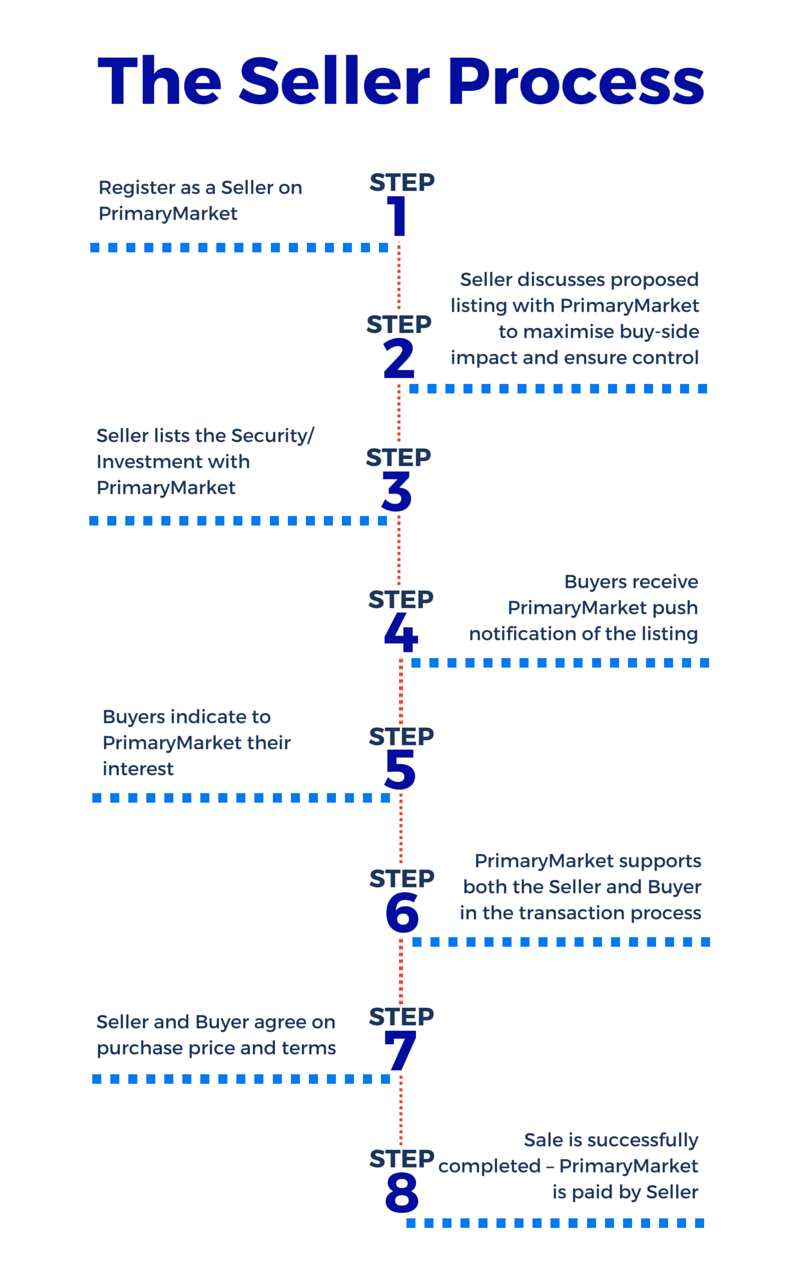 The Seller Process
STEP
1
Register as a Seller on
PrimaryMarket
STEP
2
Seller discusses proposed
listing with PrimaryMarket
to maximise buy-side
impact and ensure control
STEP
3
Seller lists the Security/
Investment with
PrimaryMarket
STEP
4
Buyers receive
PrimaryMarket push
notification of the listing
STEP
5
Buyers indicate to
PrimaryMarket their
interest
STEP
6
PrimaryMarket supports
both the Seller and Buyer
in the transaction process
STEP
7
Seller and Buyer agree on
purchase price and terms
STEP
8
Sale is successfully
completed – PrimaryMarket
is paid by Seller